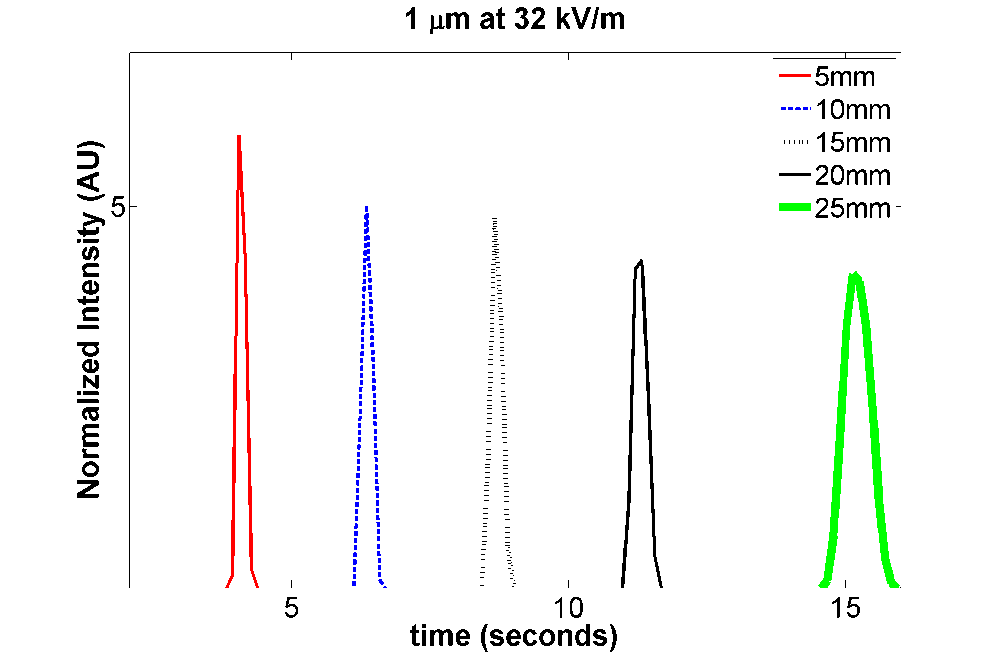 1 μm at 32 kV/m
5mm
10mm
15mm
20mm
25mm
Normalized Intensity (AU)
5
5 10 15
time (seconds)